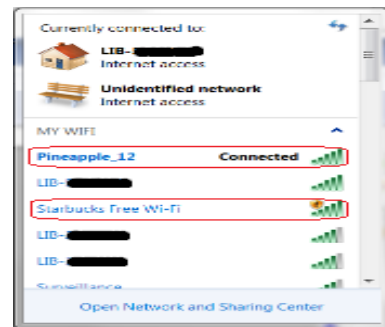 Currently connected to:
LIB-
Internet access
Unidentified network
Internet access
MY WIFI
Pineapple_12 Connected
LIB-
Starbucks Free Wi-Fi
LIB-
LIB-
Surveillance
Open Network and Sharing Center